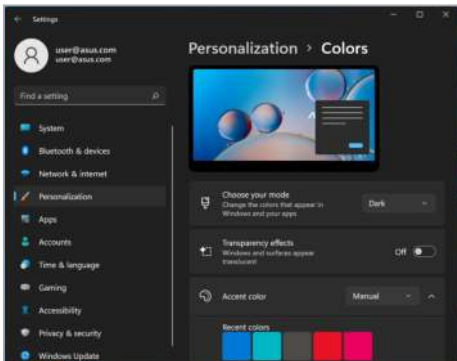 Settings
user@asus.com
user@asus.com
Find a setting
System
Bluetooth & devices
Network & internet
Personalization
Apps
Accounts
Time & language
Gaming
Accessibility
Privacy & security
Windows Update
Personalization > Colors
Choose your mode
Change the colors that appear in
Windows and your apps
Dark
Transparency effects
Windows and surfaces appear
translucent
Off
Accent color
Manual
Recent colors